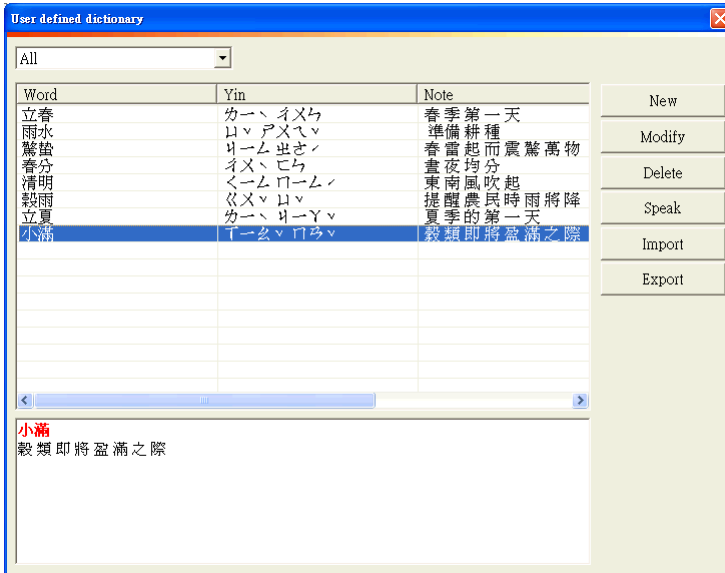 User defined dictionary
All
Word Yin Note
立春 ㄌㄧˋ ㄔㄨㄣ 春季第一天
雨水 ㄩˇ ㄕㄨㄟˇ 準備耕種
驚蟄 ㄐㄧㄥ ㄓㄜˊ 春雷起而震驚萬物
春分 ㄔㄨˋ ㄈㄣ 晝夜均分
清明 ㄑㄧㄥ ㄇㄧㄥˊ 東南風吹起
穀雨 ㄍㄨˇ ㄩˇ 提醒農民時雨將降
立夏 ㄌㄧˋ ㄐㄧㄚˇ 夏季的第一天
小滿 ㄒㄧㄠˇ ㄇㄢˇ 穀類即將盈滿之際
New
Modify
Delete
Speak
Import
Export
小滿
穀類即將盈滿之際